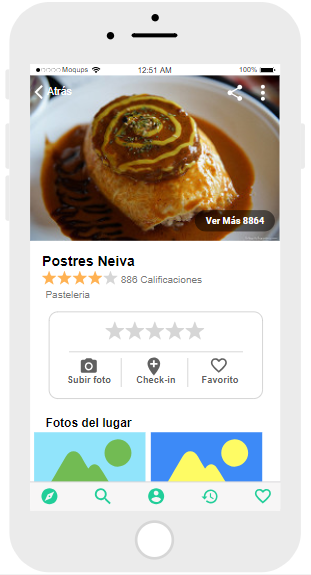 Moqups 12:51 AM 100%
Atrás
Ver Más 8864
Postres Neiva
886 Calificaciones
Pasteleria
Subir foto Check-in Favorito
Fotos del lugar